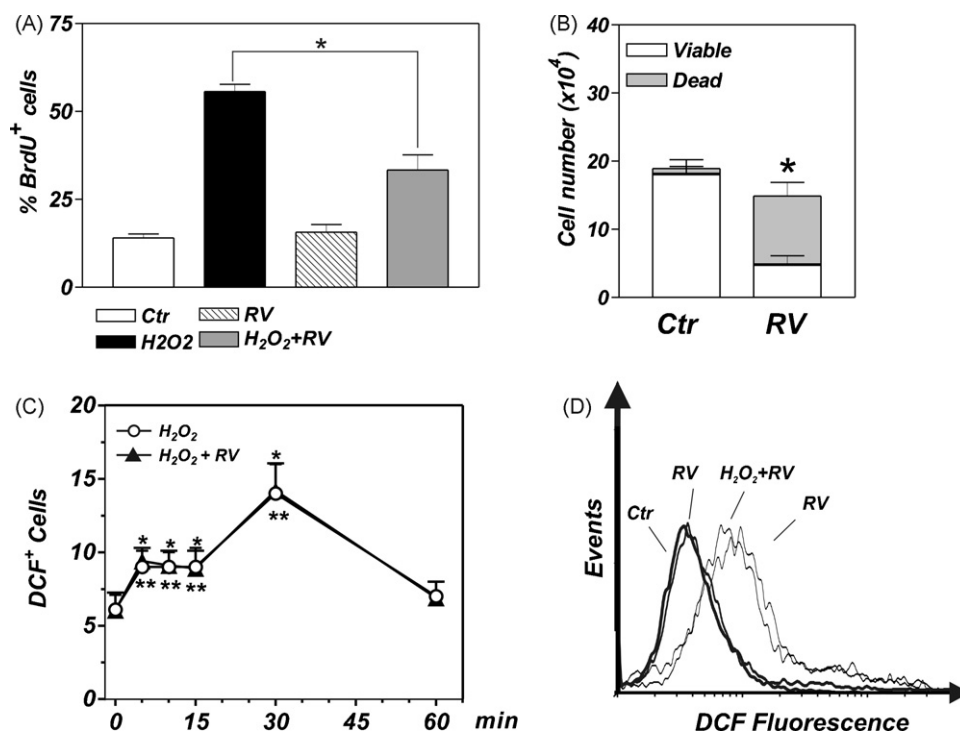 (A)
% BrdU⁺ cells
75
50
25
0
*
Ctr
RV
H2O2
H₂O₂+RV
(B)
Cell number (x10⁴)
40
30
20
10
0
Viable
Dead
*
Ctr RV
(C)
DCF⁺ Cells
20
15
10
5
0
H₂O₂
H₂O₂ + RV
*
* * *
**
** ** **
0 15 30 45 60 min
(D)
Events
Ctr
RV
H₂O₂+RV
RV
DCF Fluorescence